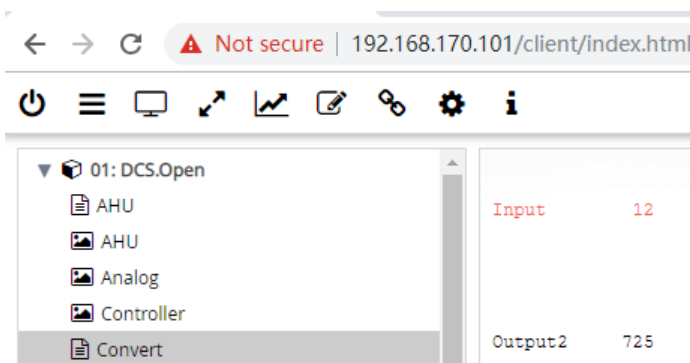 Not secure | 192.168.170.101/client/index.html
01: DCS.Open
AHU
AHU
Analog
Controller
Convert
Input 12
Output2 725